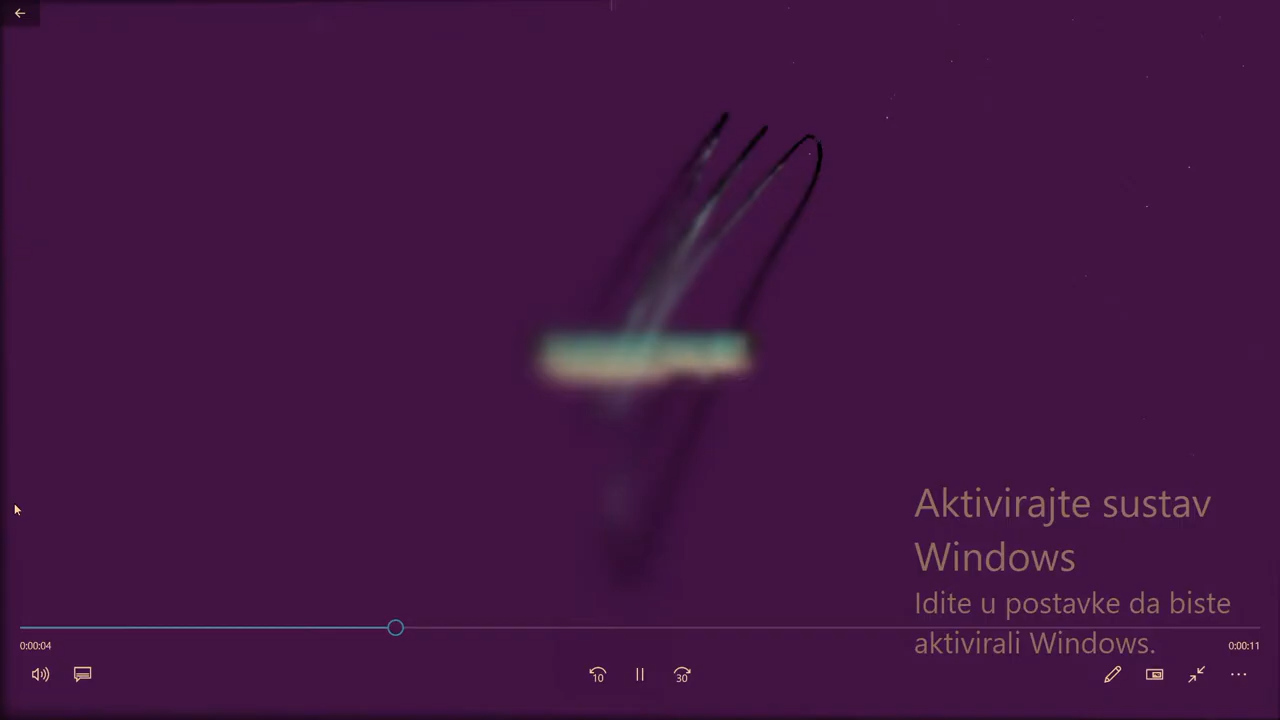 Aktivirajte sustav
Windows
Idite u postavke da biste
aktivirali Windows.
0:00:04
0:00:11
10
30